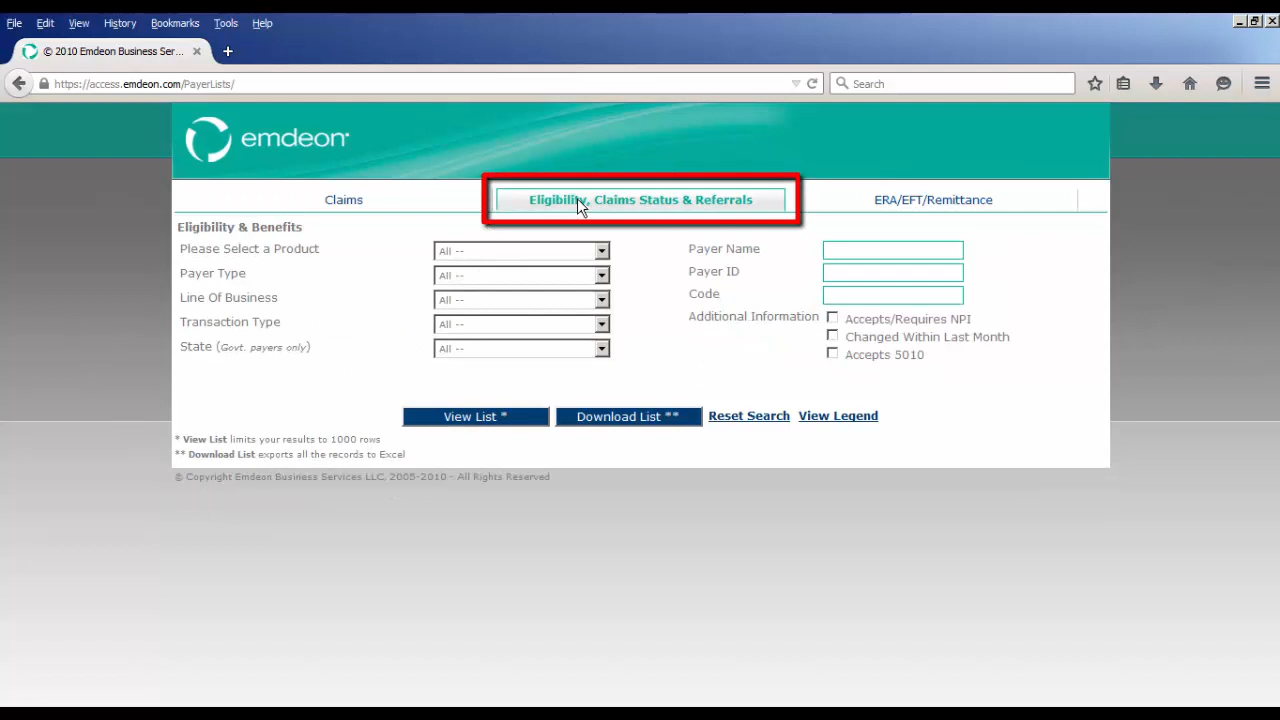 File Edit View History Bookmarks Tools Help
© 2010 Emdeon Business Ser...
https://access.emdeon.com/PayerLists/
Search
emdeon
Claims
Eligibility, Claims Status & Referrals
ERA/EFT/Remittance
Eligibility & Benefits
Please Select a Product All --
Payer Type All --
Line Of Business All --
Transaction Type All --
State (Govt. payers only) All --
Payer Name
Payer ID
Code
Additional Information Accepts/Requires NPI
Changed Within Last Month
Accepts 5010
View List * Download List ** Reset Search View Legend
* View List limits your results to 1000 rows
** Download List exports all the records to Excel
© Copyright Emdeon Business Services LLC, 2005-2010 - All Rights Reserved